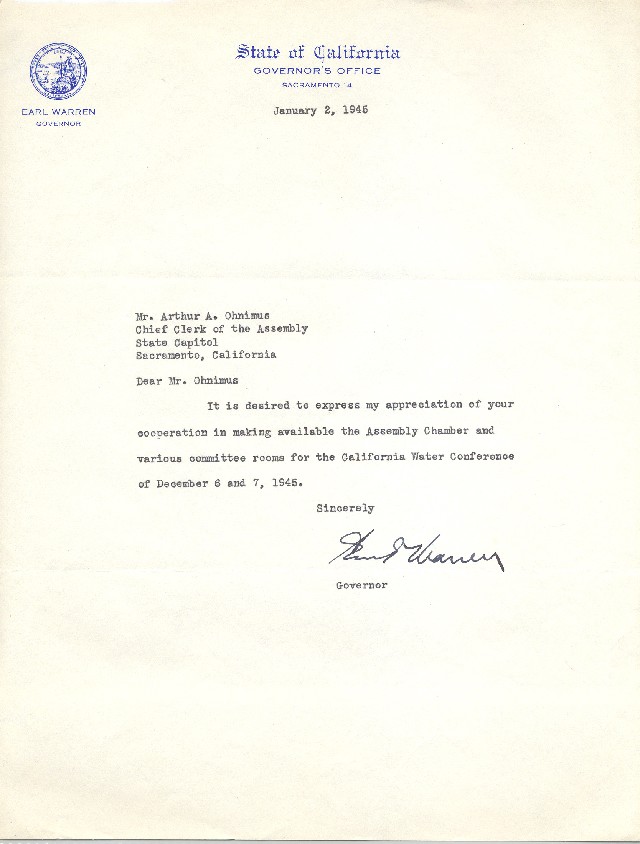 State of California
GOVERNOR'S OFFICE
SACRAMENTO 14
EARL WARREN
GOVERNOR
January 2, 1946
Mr. Arthur A. Ohnimus
Chief Clerk of the Assembly
State Capitol
Sacramento, California
Dear Mr. Ohnimus
It is desired to express my appreciation of your
cooperation in making available the Assembly Chamber and
various committee rooms for the California Water Conference
of December 6 and 7, 1945.
Sincerely
Earl Warren
Governor